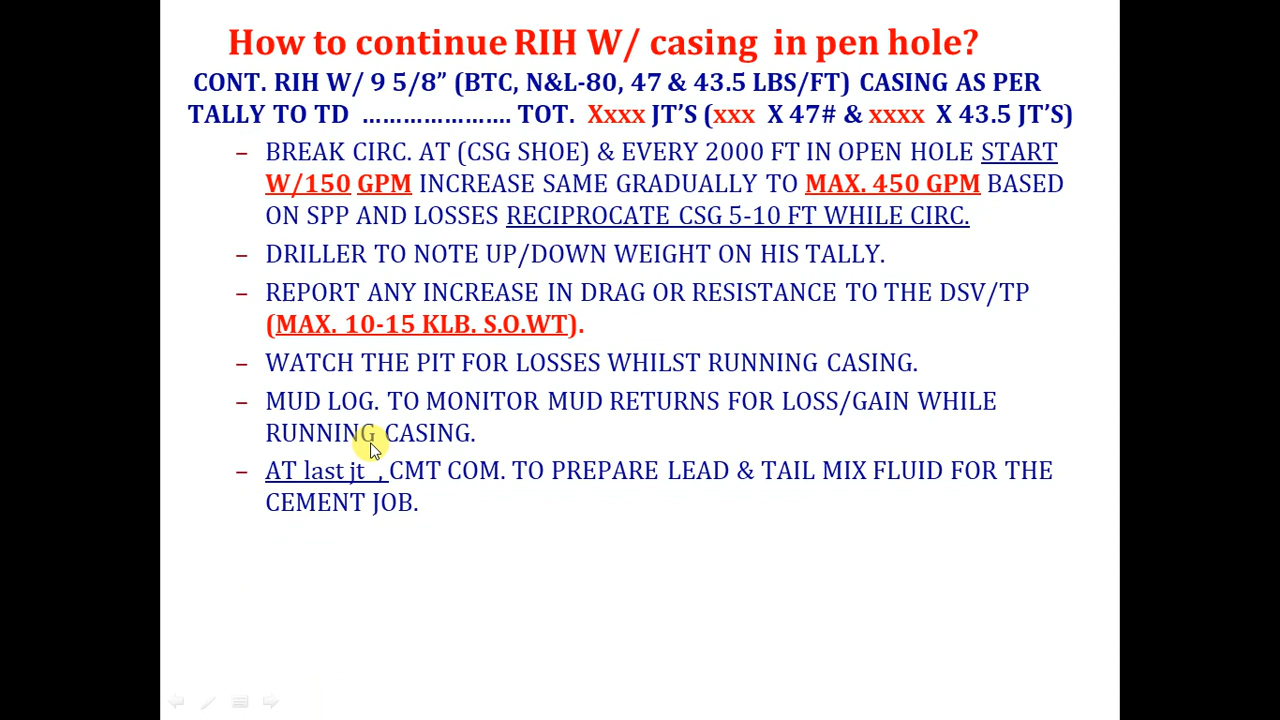 How to continue RIH W/ casing in pen hole?
CONT. RIH W/ 9 5/8” (BTC, N&L-80, 47 & 43.5 LBS/FT) CASING AS PER
TALLY TO TD …………………. TOT. Xxxx JT’S (xxx X 47# & xxxx X 43.5 JT’S)
– BREAK CIRC. AT (CSG SHOE) & EVERY 2000 FT IN OPEN HOLE START
W/150 GPM INCREASE SAME GRADUALLY TO MAX. 450 GPM BASED
ON SPP AND LOSSES RECIPROCATE CSG 5-10 FT WHILE CIRC.
– DRILLER TO NOTE UP/DOWN WEIGHT ON HIS TALLY.
– REPORT ANY INCREASE IN DRAG OR RESISTANCE TO THE DSV/TP
(MAX. 10-15 KLB. S.O.WT).
– WATCH THE PIT FOR LOSSES WHILST RUNNING CASING.
– MUD LOG. TO MONITOR MUD RETURNS FOR LOSS/GAIN WHILE
RUNNING CASING.
– AT last jt , CMT COM. TO PREPARE LEAD & TAIL MIX FLUID FOR THE
CEMENT JOB.